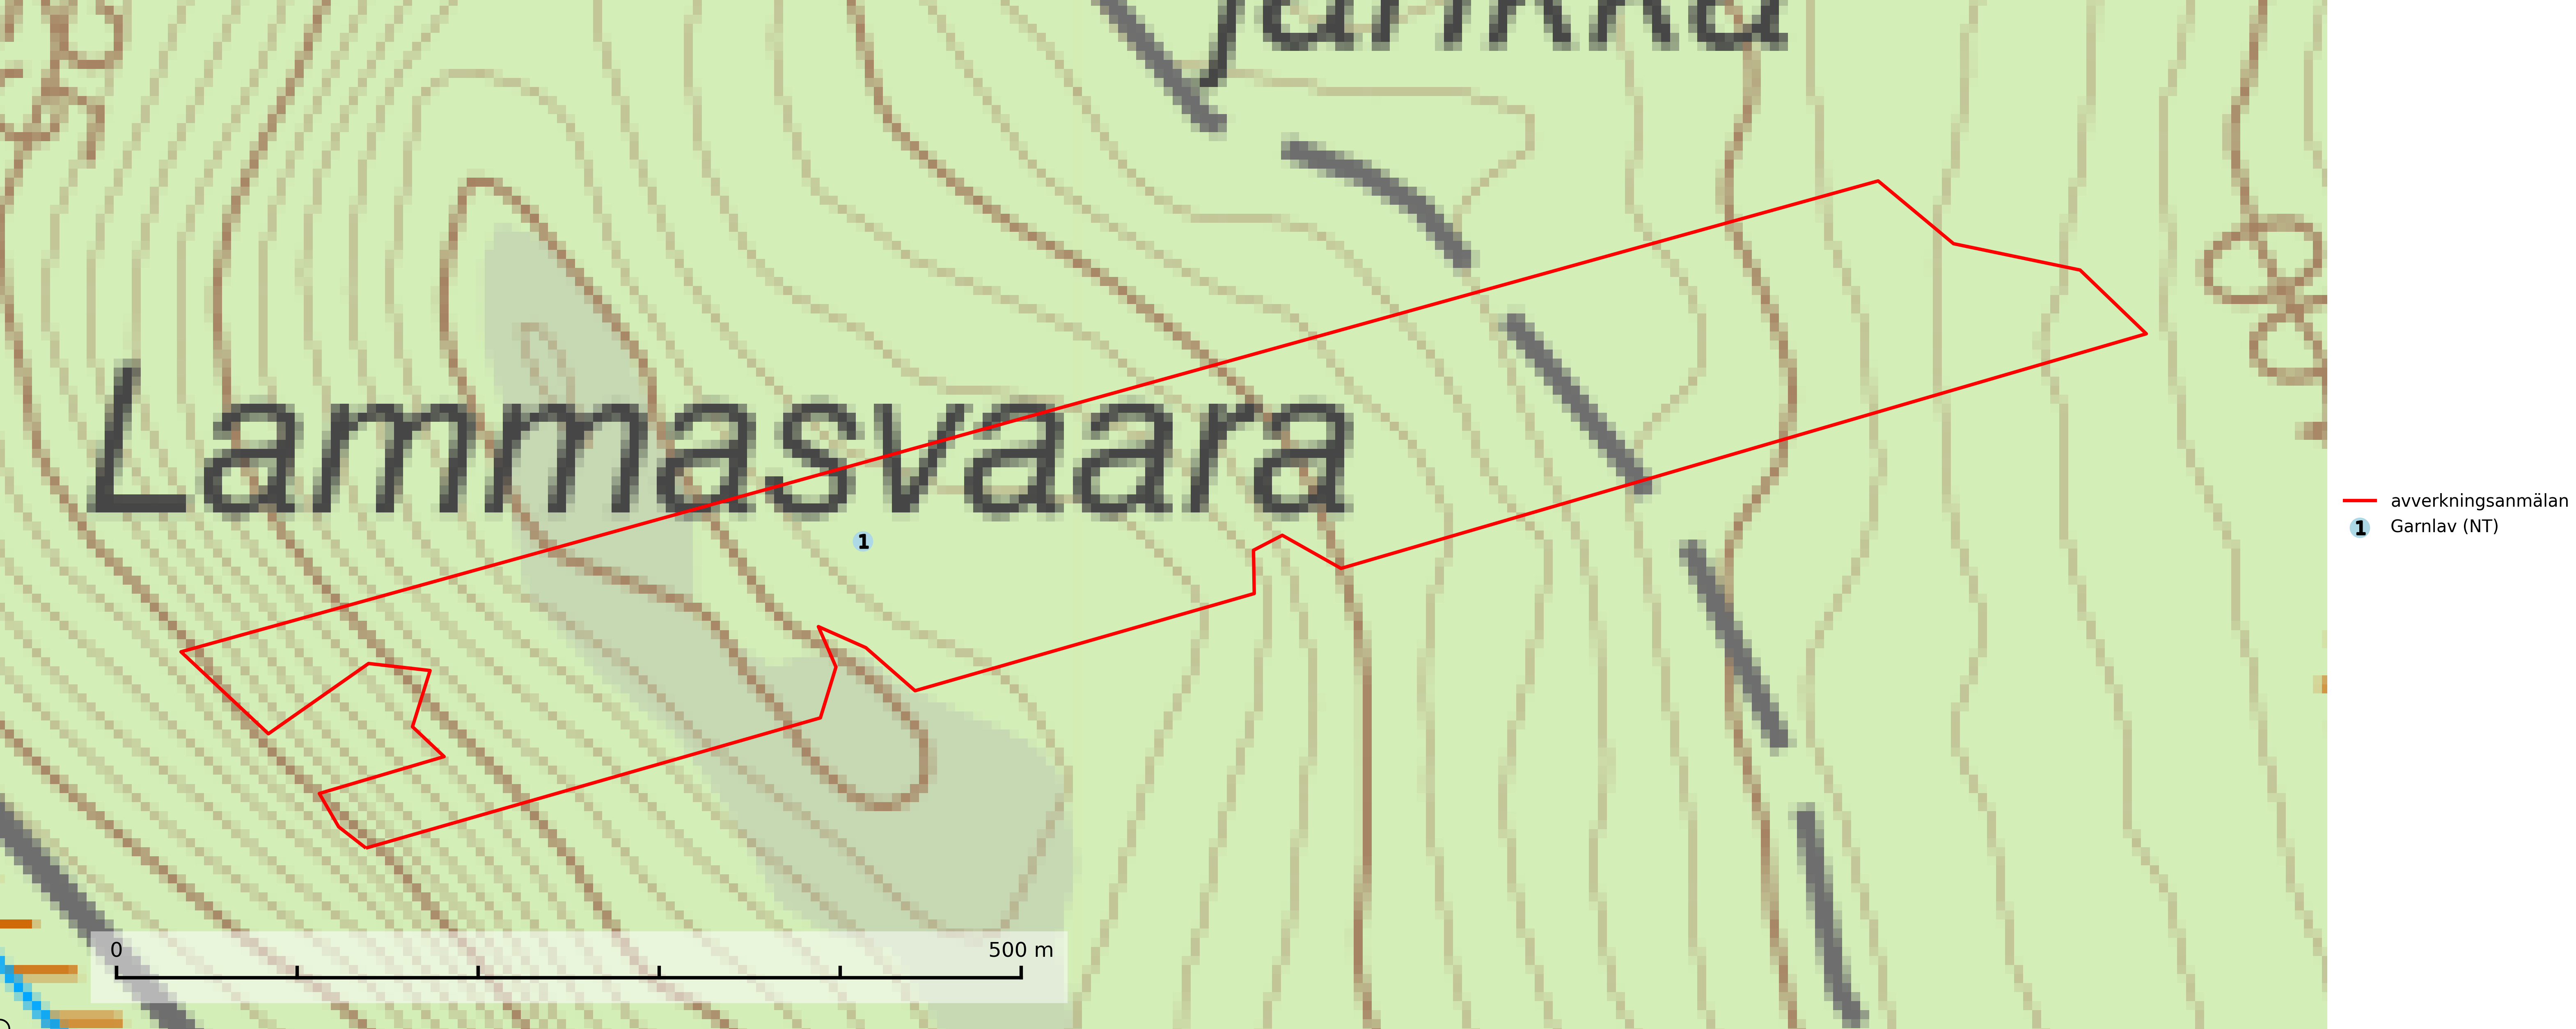 Lammasvaara
1
avverkningsanmälan
1 Garnlav (NT)
0 500 m